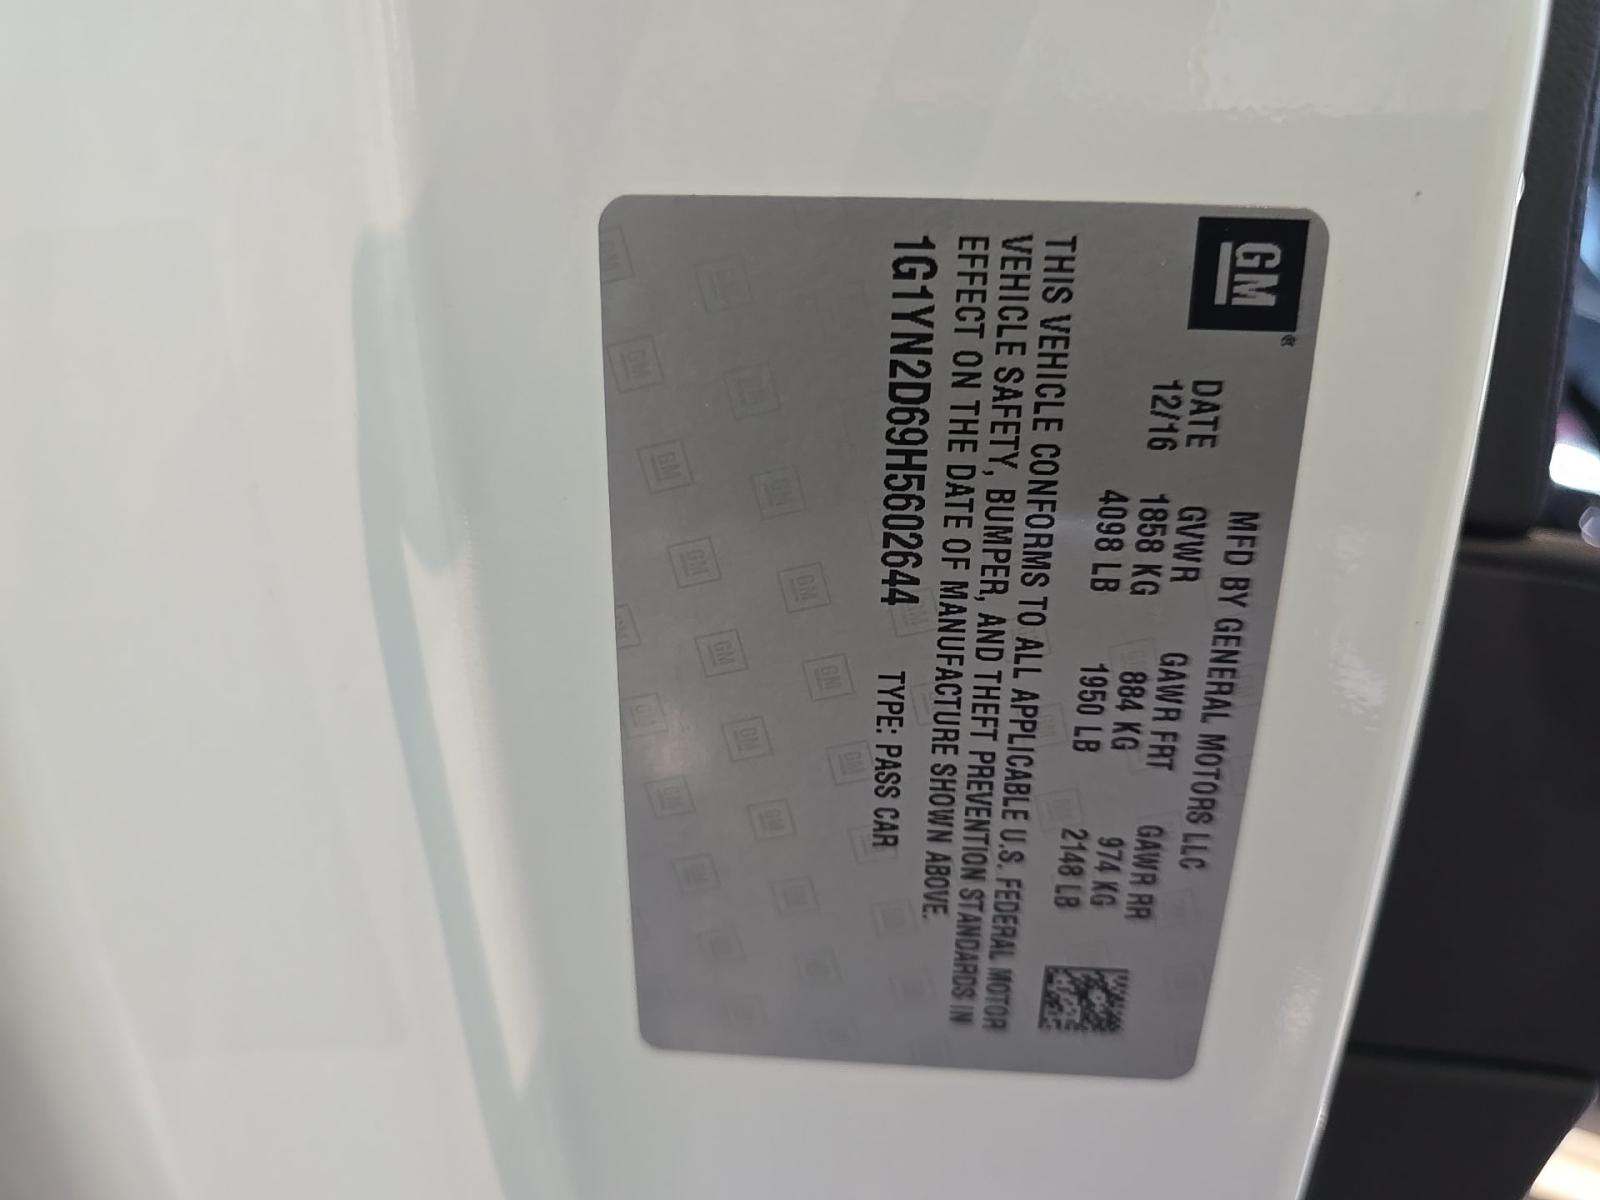 GM®
MFD BY GENERAL MOTORS LLC
DATE GVWR GAWR FRT GAWR RR
12/16 1858 KG 884 KG 974 KG
4098 LB 1950 LB 2148 LB
THIS VEHICLE CONFORMS TO ALL APPLICABLE U.S. FEDERAL MOTOR
VEHICLE SAFETY, BUMPER, AND THEFT PREVENTION STANDARDS IN
EFFECT ON THE DATE OF MANUFACTURE SHOWN ABOVE.
1G1YN2D69H5602644 TYPE: PASS CAR